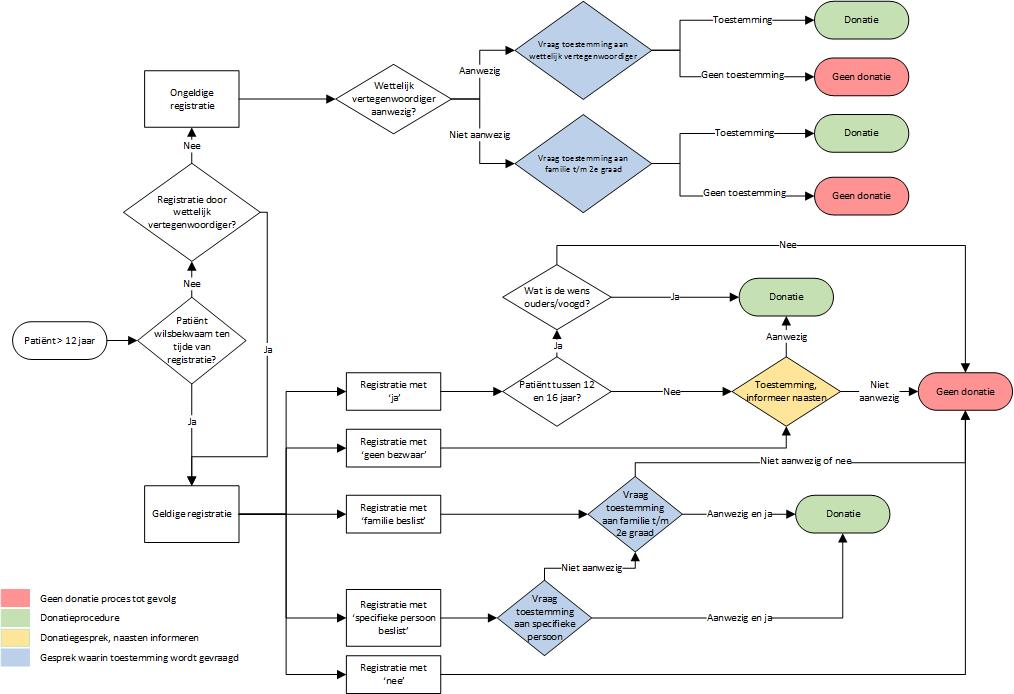 Vraag toestemming aan
wettelijk vertegenwoordiger
Toestemming
Donatie
Geen toestemming
Geen donatie
Aanwezig
Ongeldige
registratie
Wettelijk
vertegenwoordiger
aanwezig?
Niet aanwezig
Vraag toestemming aan
familie t/m 2e graad
Toestemming
Donatie
Geen toestemming
Geen donatie
Nee
Registratie door
wettelijk
vertegenwoordiger?
Nee
Patiënt > 12 jaar
Patiënt
wilsbekwaam ten
tijde van
registratie?
Ja
Ja
Geldige registratie
Nee
Wat is de wens
ouders/voogd?
Ja
Donatie
Ja
Aanwezig
Registratie met
‘ja’
Patiënt tussen 12
en 16 jaar?
Nee
Toestemming,
informeer naasten
Niet
aanwezig
Geen donatie
Registratie met
‘geen bezwaar’
Niet aanwezig of nee
Registratie met
‘familie beslist’
Vraag
toestemming
aan familie t/m
2e graad
Aanwezig en ja
Donatie
Niet aanwezig
Registratie met
‘specifieke persoon
beslist’
Vraag
toestemming
aan specifieke
persoon
Aanwezig en ja
Registratie met
‘nee’
Geen donatie proces tot gevolg
Donatieprocedure
Donatiegesprek, naasten informeren
Gesprek waarin toestemming wordt gevraagd